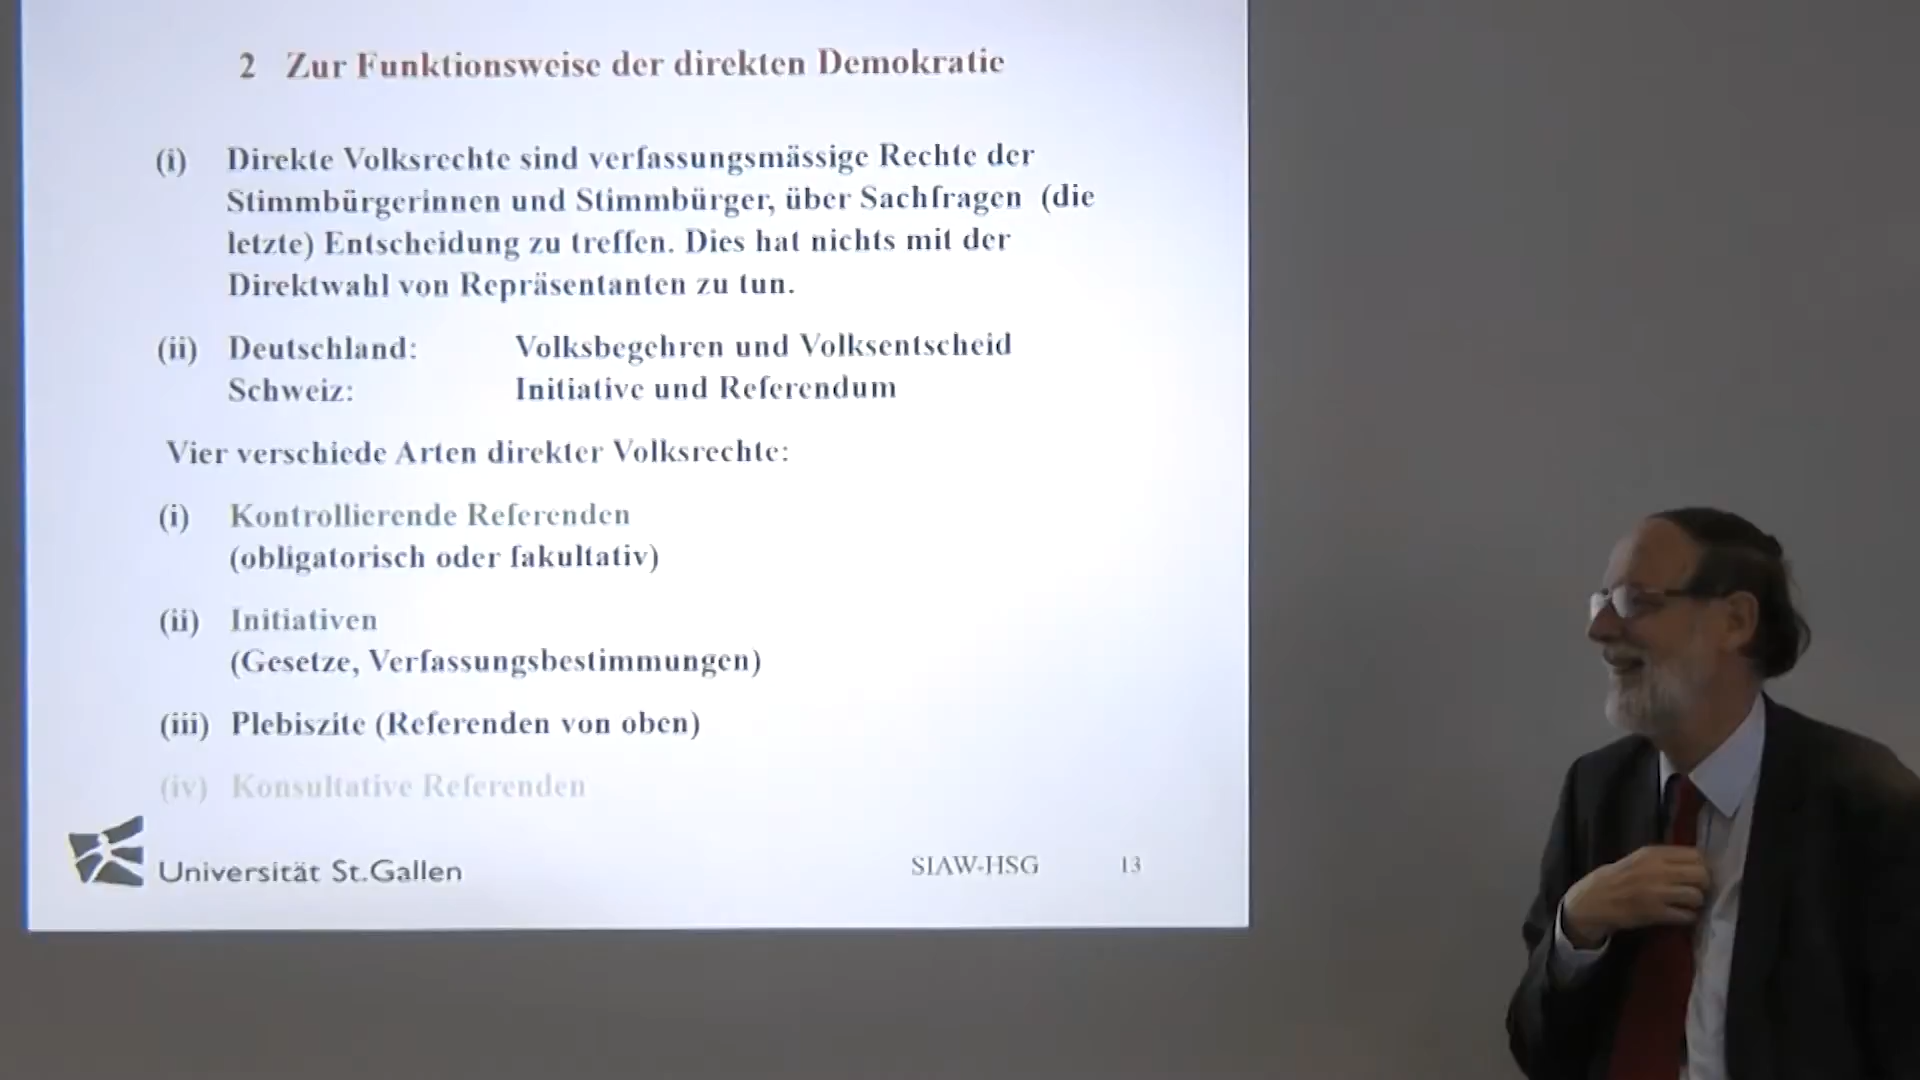 2 Zur Funktionsweise der direkten Demokratie
(i) Direkte Volksrechte sind verfassungsmässige Rechte der
Stimmbürgerinnen und Stimmbürger, über Sachfragen (die
letzte) Entscheidung zu treffen. Dies hat nichts mit der
Direktwahl von Repräsentanten zu tun.
(ii) Deutschland: Volksbegehren und Volksentscheid
Schweiz: Initiative und Referendum
Vier verschiede Arten direkter Volksrechte:
(i) Kontrollierende Referenden
(obligatorisch oder fakultativ)
(ii) Initiativen
(Gesetze, Verfassungsbestimmungen)
(iii) Plebiszite (Referenden von oben)
(iv) Konsultative Referenden
Universität St.Gallen
SIAW-HSG 13